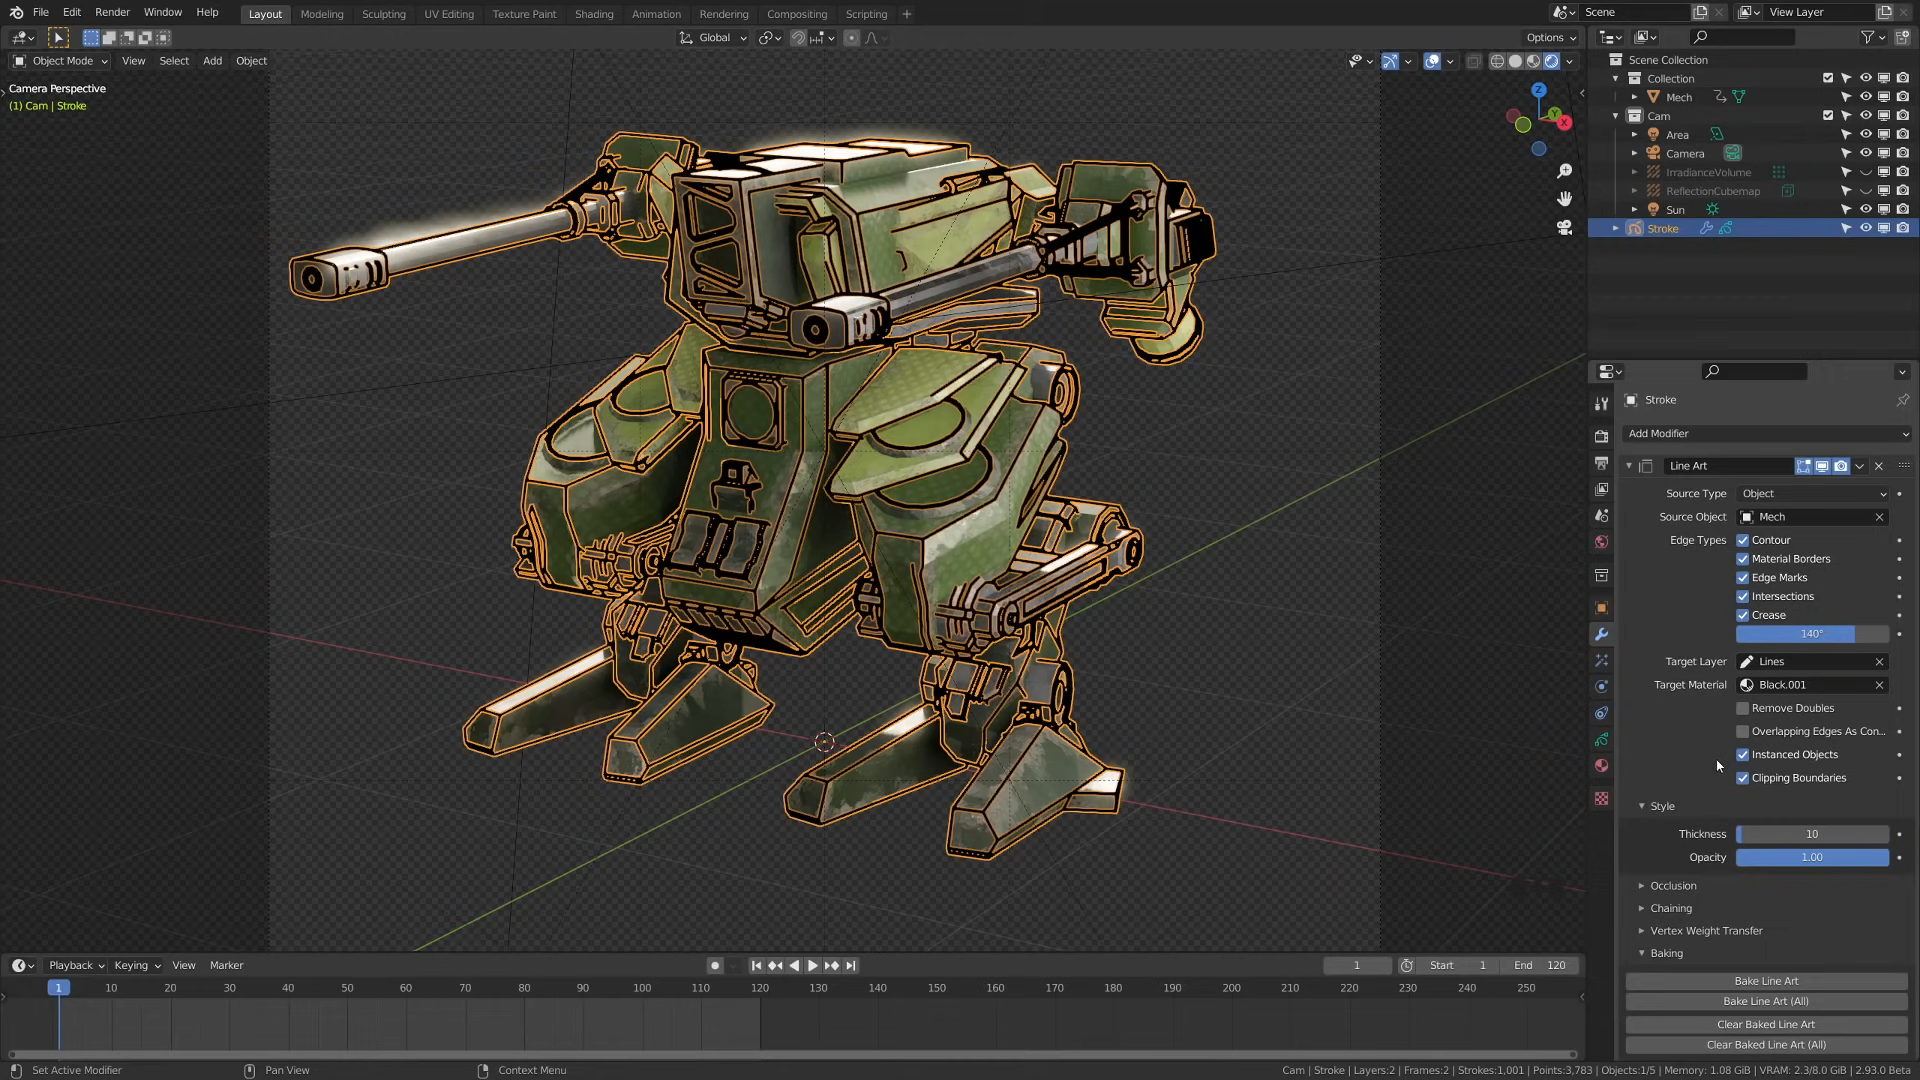 File Edit Render Window Help
Layout Modeling Sculpting UV Editing Texture Paint Shading Animation Rendering Compositing Scripting +
Scene
View Layer
Global
Options
Object Mode View Select Add Object
Camera Perspective
(1) Cam | Stroke
Z
Y
X
Scene Collection
Collection
Mech
Cam
Area
Camera
IrradianceVolume
ReflectionCubemap
Sun
Stroke
Stroke
Add Modifier
Line Art
Source Type Object
Source Object Mech
Edge Types Contour
Material Borders
Edge Marks
Intersections
Crease
140°
Target Layer Lines
Target Material Black.001
Remove Doubles
Overlapping Edges As Con...
Instanced Objects
Clipping Boundaries
Style
Thickness 10
Opacity 1.00
Occlusion
Chaining
Vertex Weight Transfer
Baking
Bake Line Art
Bake Line Art (All)
Clear Baked Line Art
Clear Baked Line Art (All)
Playback Keying View Marker
1 Start 1 End 120
1 10 20 30 40 50 60 70 80 90 100 110 120 130 140 150 160 170 180 190 200 210 220 230 240 250
Set Active Modifier Pan View Context Menu
Cam | Stroke | Layers:2 | Frames:2 | Strokes:1,001 | Points:3,783 | Objects:1/5 | Memory: 1.08 GiB | VRAM: 2.3/8.0 GiB | 2.93.0 Beta